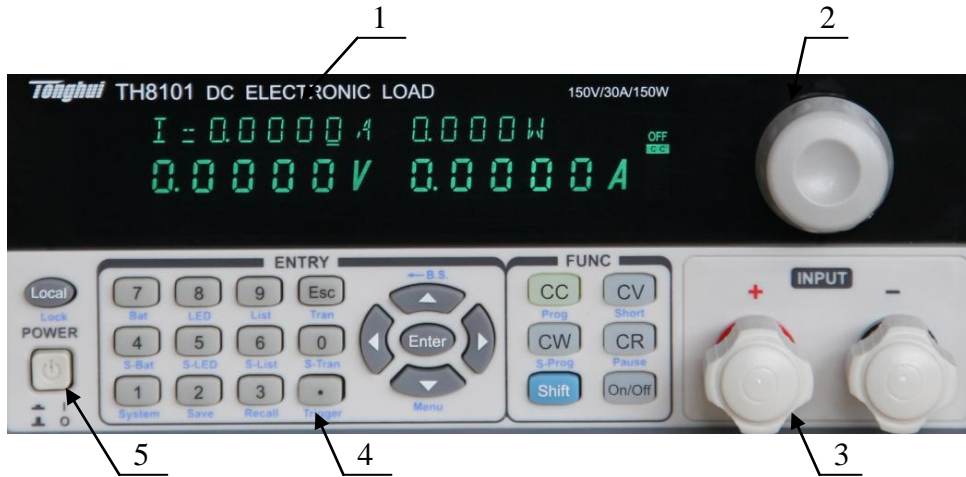 1 2
Tonghui TH8101 DC ELECTRONIC LOAD 150V/30A/150W
I = 0.0000 A 0.000W OFF
CC
0.0000V 0.0000A
ENTRY FUNC INPUT
←B.S.
+ −
Local 7 8 9 Esc CC CV
Lock Bat LED List Tran Prog Short
POWER 4 5 6 0 Enter CW CR
S-Bat S-LED S-List S-Tran S-Prog Pause
1 2 3 . Shift On/Off
System Save Recall Trigger Menu
I
O
5 4 3